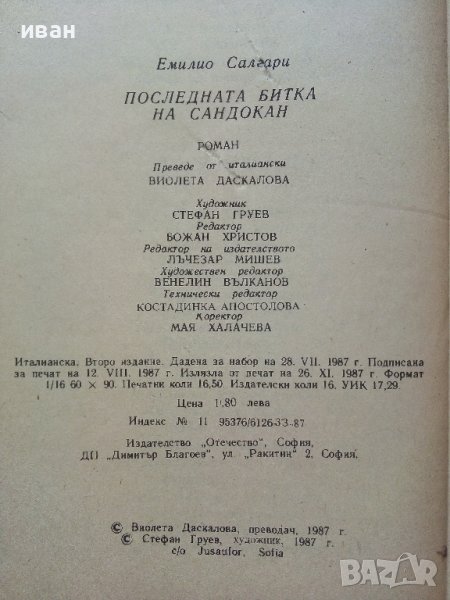 иван
Емилио Салгари
ПОСЛЕДНАТА БИТКА
НА САНДОКАН
РОМАН
Преведе от италиански
ВИОЛЕТА ДАСКАЛОВА
Художник
СТЕФАН ГРУЕВ
Редактор
БОЖАН ХРИСТОВ
Редактор на издателството
ЛЪЧЕЗАР МИШЕВ
Художествен редактор
ВЕНЕЛИН ВЪЛКАНОВ
Технически редактор
КОСТАДИНКА АПОСТОЛОВА
Коректор
МАЯ ХАЛАЧЕВА
Италианска. Второ издание. Дадена за набор на 28. VII. 1987 г. Подписана
за печат на 12. VIII. 1987 г. Излязла от печат на 26. XI. 1987 г. Формат
1/16 60 × 90. Печатни коли 16,50. Издателски коли 16. УИК 17,29.
Цена 1,80 лева
Индекс № 11 95376/6126-33-87
Издателство „Отечество", София,
ДП „Димитър Благоев", ул. „Ракитин" 2, София.
© Виолета Даскалова, преводач, 1987 г.
© Стефан Груев, художник, 1987 г.
c/o Jusautor, Sofia
BAZAR